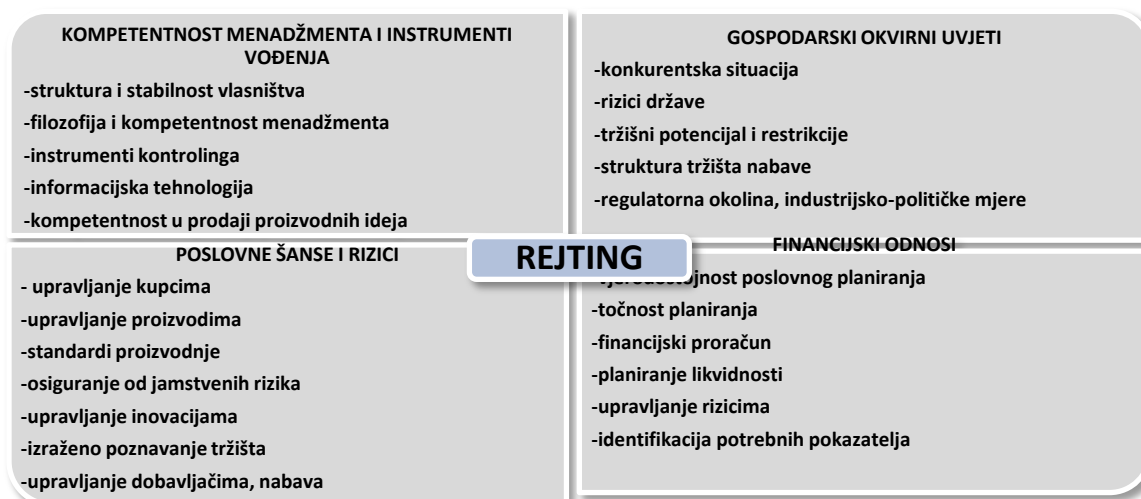 KOMPETENTNOST MENADŽMENTA I INSTRUMENTI
VOĐENJA
-struktura i stabilnost vlasništva
-filozofija i kompetentnost menadžmenta
-instrumenti kontrolinga
-informacijska tehnologija
-kompetentnost u prodaji proizvodnih ideja
GOSPODARSKI OKVIRNI UVJETI
-konkurentska situacija
-rizici države
-tržišni potencijal i restrikcije
-struktura tržišta nabave
-regulatorna okolina, industrijsko-političke mjere
REJTING
POSLOVNE ŠANSE I RIZICI
- upravljanje kupcima
-upravljanje proizvodima
-standardi proizvodnje
-osiguranje od jamstvenih rizika
-upravljanje inovacijama
-izraženo poznavanje tržišta
-upravljanje dobavljačima, nabava
FINANCIJSKI ODNOSI
poslovnog planiranja
-točnost planiranja
-financijski proračun
-planiranje likvidnosti
-upravljanje rizicima
-identifikacija potrebnih pokazatelja